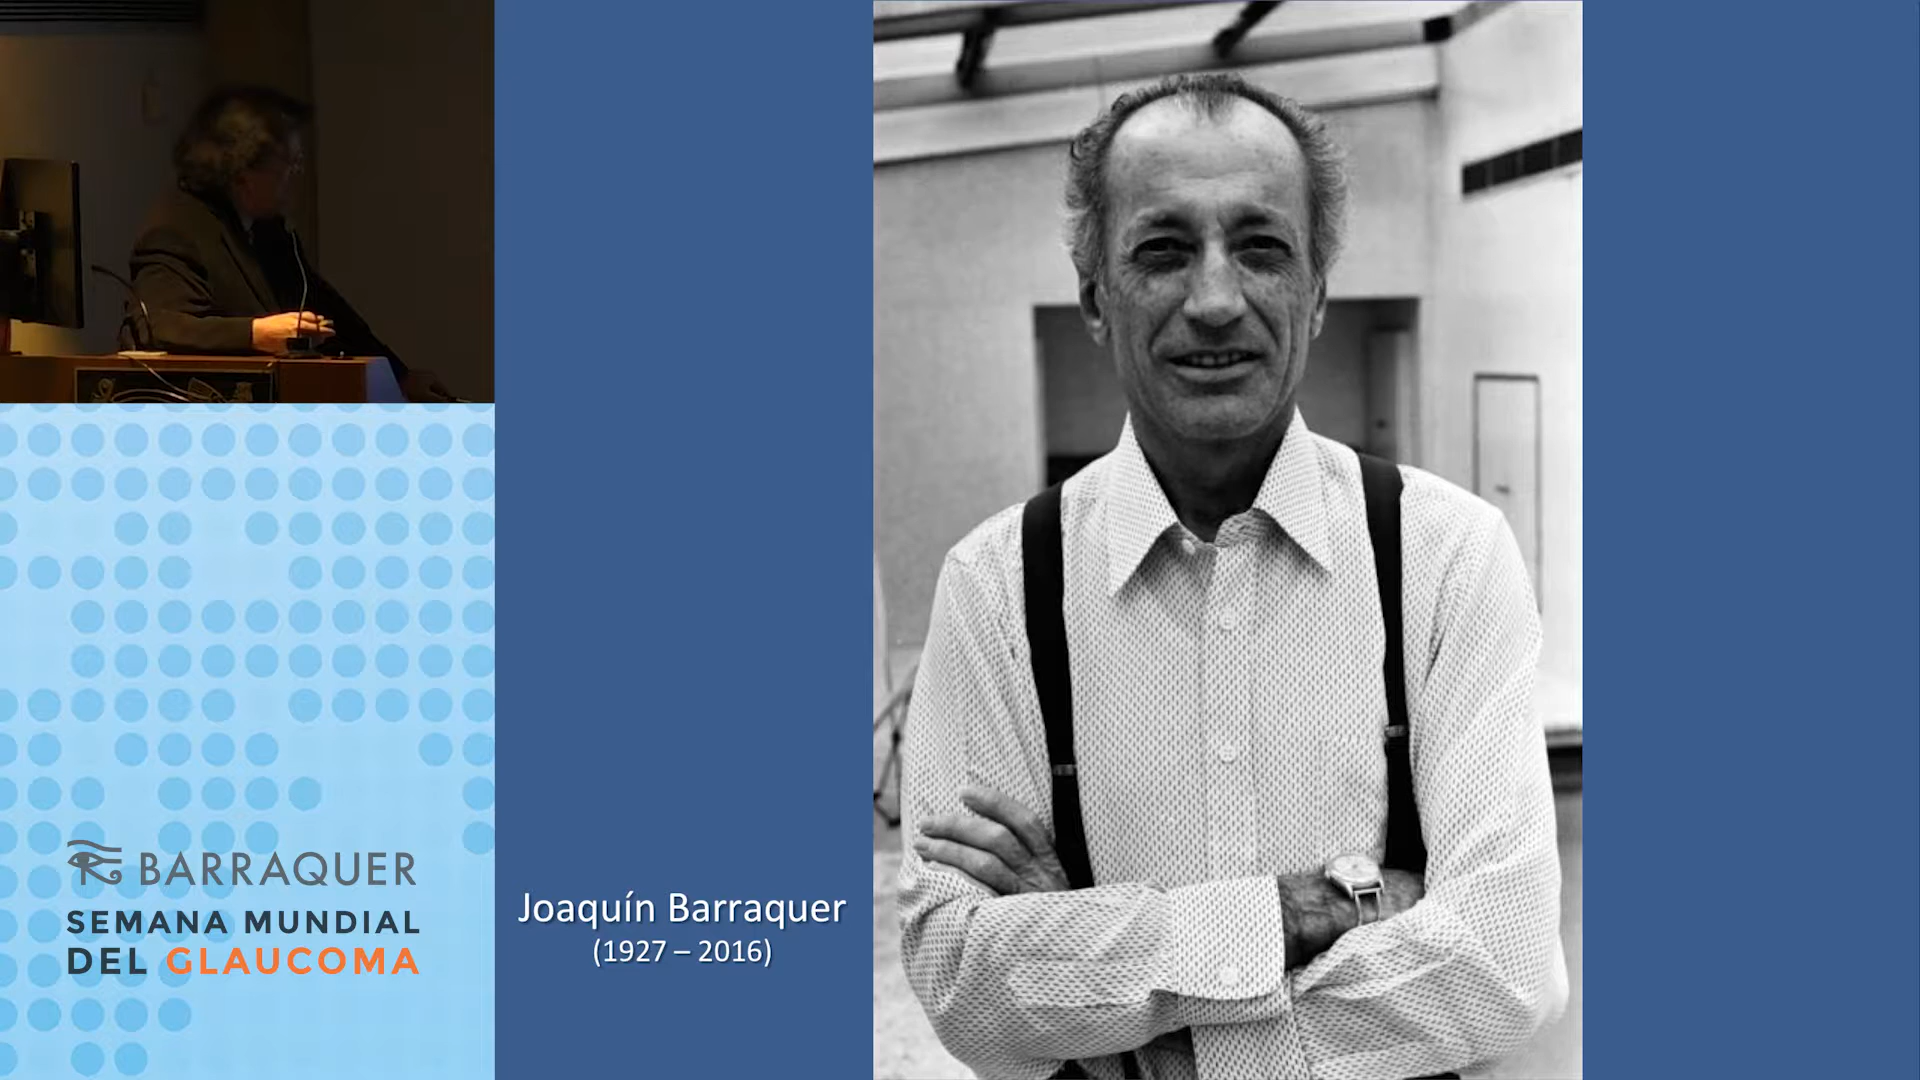 BARRAQUER
SEMANA MUNDIAL
DEL GLAUCOMA
Joaquín Barraquer
(1927 – 2016)